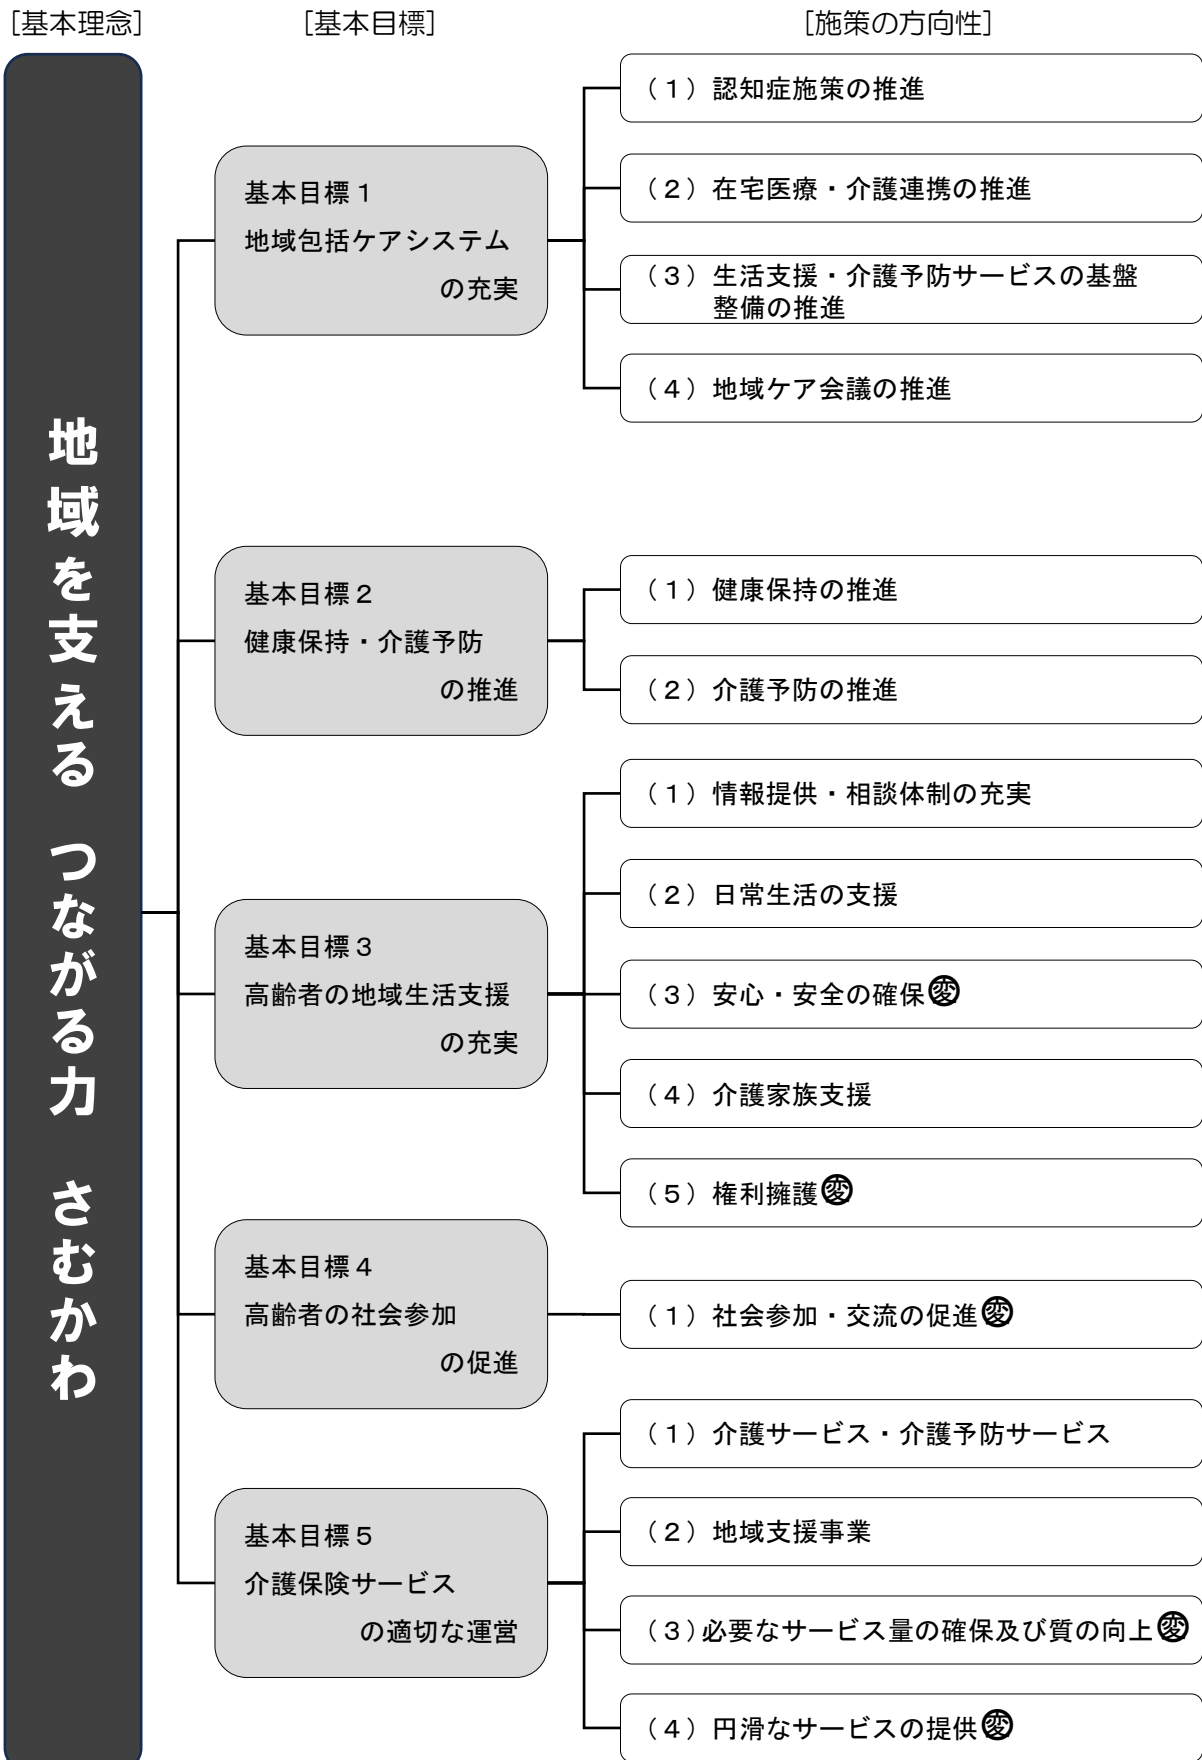 [基本理念]
[基本目標]
[施策の方向性]
地域を支える　つながる力　さむかわ
基本目標１
地域包括ケアシステム
の充実
（１）認知症施策の推進
（２）在宅医療・介護連携の推進
（３）生活支援・介護予防サービスの基盤
整備の推進
（４）地域ケア会議の推進
基本目標２
健康保持・介護予防
の推進
（１）健康保持の推進
（２）介護予防の推進
基本目標３
高齢者の地域生活支援
の充実
（１）情報提供・相談体制の充実
（２）日常生活の支援
（３）安心・安全の確保変
（４）介護家族支援
（５）権利擁護変
基本目標４
高齢者の社会参加
の促進
（１）社会参加・交流の促進変
基本目標５
介護保険サービス
の適切な運営
（１）介護サービス・介護予防サービス
（２）地域支援事業
（３）必要なサービス量の確保及び質の向上変
（４）円滑なサービスの提供変